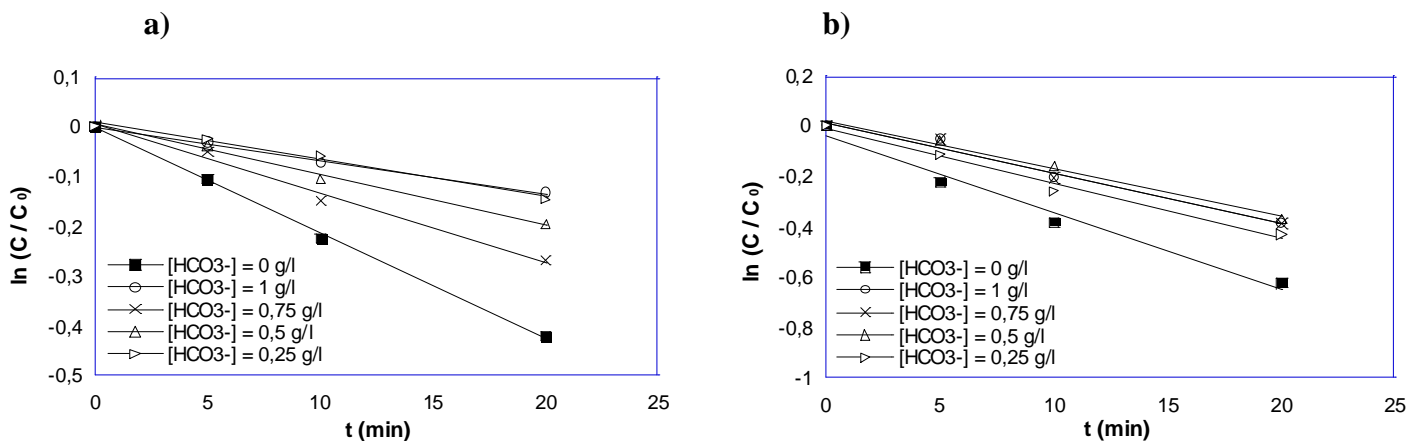 a)
ln (C / C0)
0,1
0
-0,1
-0,2
-0,3
-0,4
-0,5
[HCO3-] = 0 g/l
[HCO3-] = 1 g/l
[HCO3-] = 0,75 g/l
[HCO3-] = 0,5 g/l
[HCO3-] = 0,25 g/l
0 5 10 15 20 25
t (min)
b)
ln (C / C0)
0,2
0
-0,2
-0,4
-0,6
-0,8
-1
[HCO3-] = 0 g/l
[HCO3-] = 1 g/l
[HCO3-] = 0,75 g/l
[HCO3-] = 0,5 g/l
[HCO3-] = 0,25 g/l
0 5 10 15 20 25
t (min)